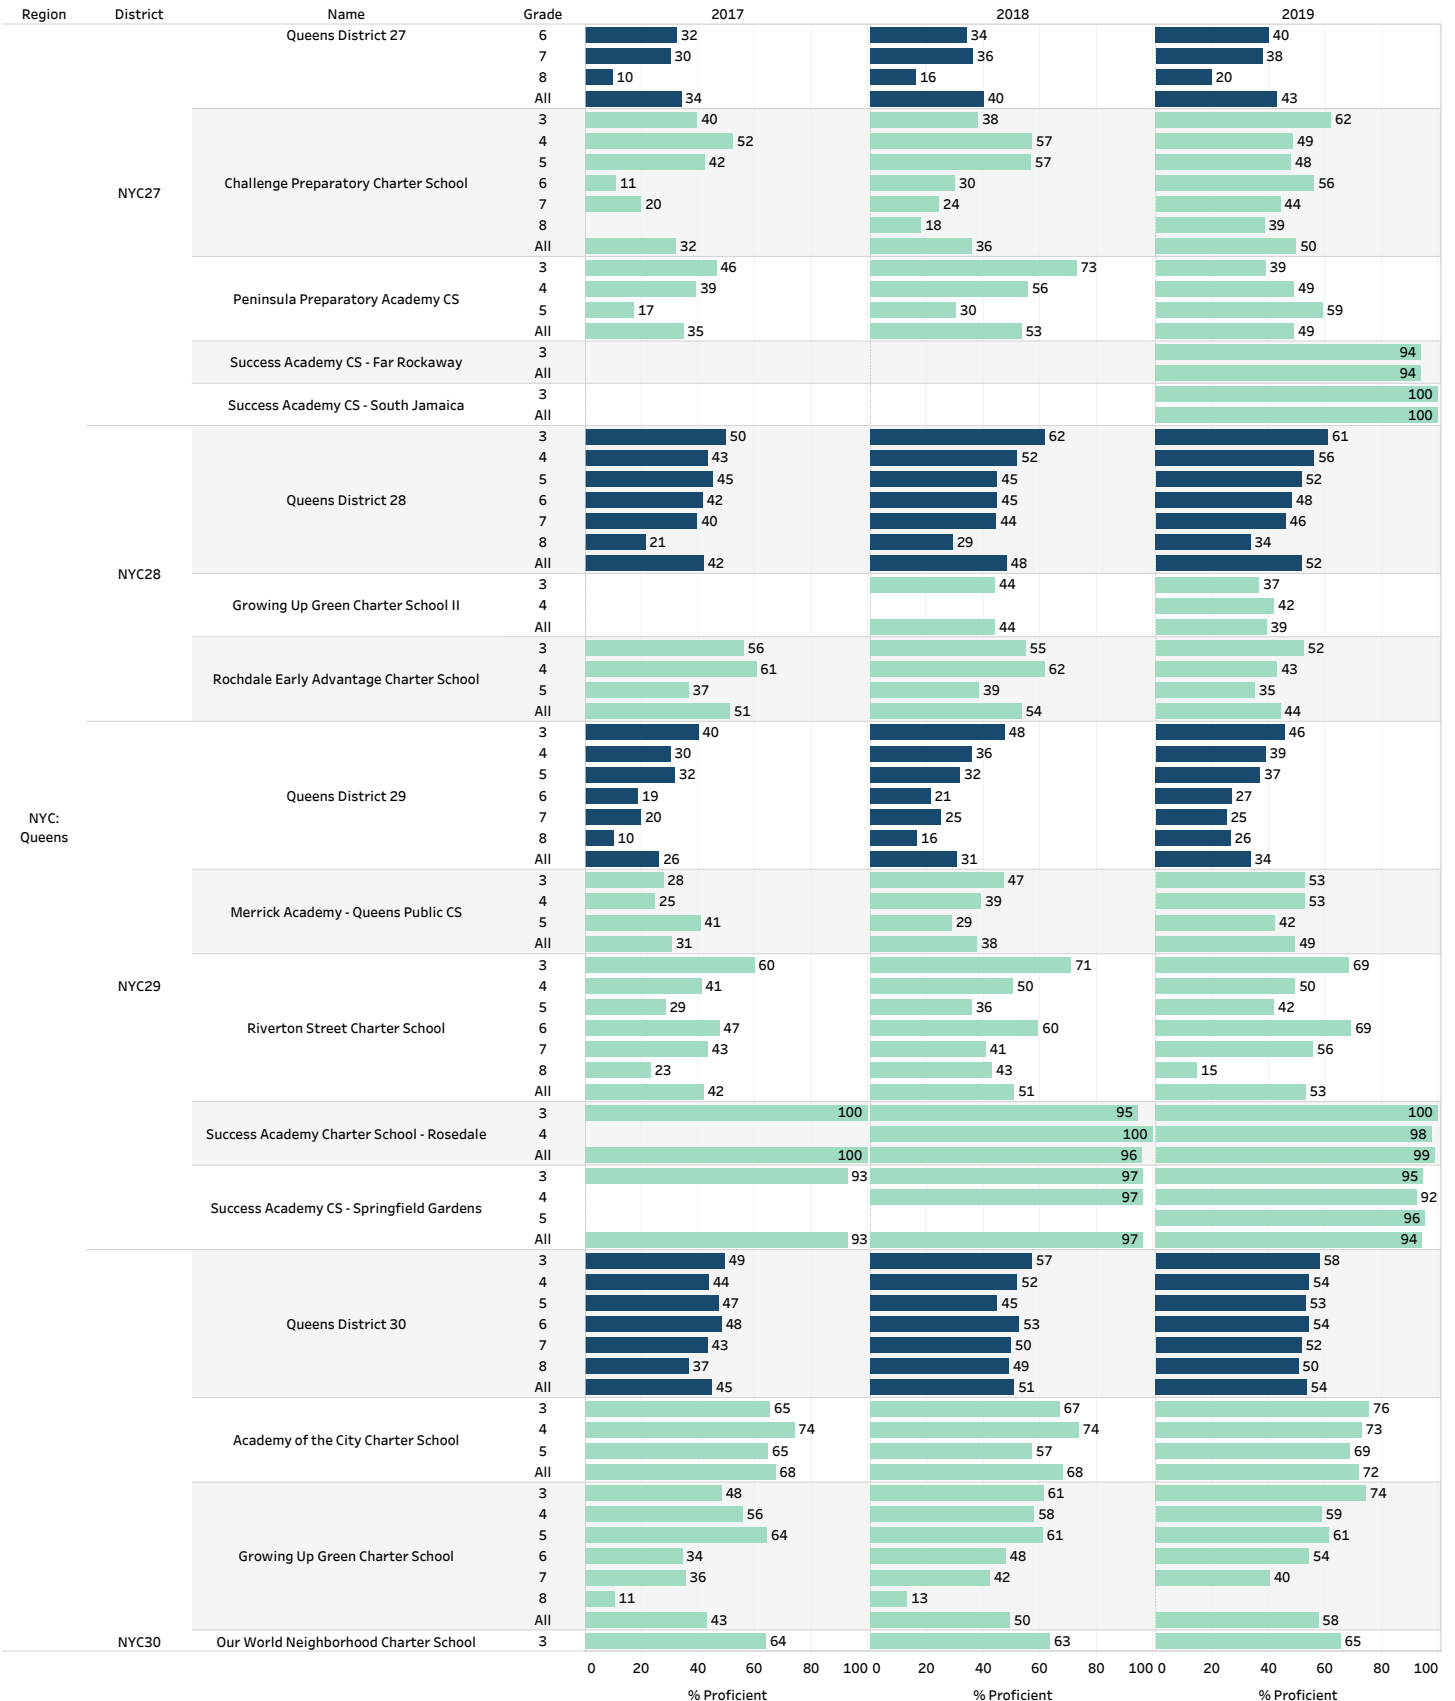 Region District Name Grade 2017 2018 2019
Queens District 27 6 32 34 40
7 30 36 38
8 10 16 20
All 34 40 43
3 40 38 62
4 52 57 49
5 42 57 48
Challenge Preparatory Charter School 6 11 30 56
NYC27
7 20 24 44
8 18 39
All 32 36 50
3 46 73 39
4 39 56 49
Peninsula Preparatory Academy CS
5 17 30 59
All 35 53 49
3 94
Success Academy CS - Far Rockaway
All 94
3 100
Success Academy CS - South Jamaica
All 100
3 50 62 61
4 43 52 56
5 45 45 52
Queens District 28 6 42 45 48
7 40 44 46
8 21 29 34
All 42 48 52
NYC28
3 44 37
Growing Up Green Charter School II 4 42
All 44 39
3 56 55 52
4 61 62 43
Rochdale Early Advantage Charter School
5 37 39 35
All 51 54 44
3 40 48 46
4 30 36 39
5 32 32 37
Queens District 29 6 19 21 27
NYC:
Queens
7 20 25 25
8 10 16 26
All 26 31 34
3 28 47 53
4 25 39 53
Merrick Academy - Queens Public CS
5 41 29 42
All 31 38 49
3 60 71 69
NYC29 4 41 50 50
5 29 36 42
Riverton Street Charter School 6 47 60 69
7 43 41 56
8 23 43 15
All 42 51 53
3 100 95 100
Success Academy Charter School - Rosedale 4 100 98
All 100 96 99
3 93 97 95
4 97 92
Success Academy CS - Springfield Gardens
5 96
All 93 97 94
3 49 57 58
4 44 52 54
5 47 45 53
Queens District 30 6 48 53 54
7 43 50 52
8 37 49 50
All 45 51 54
3 65 67 76
4 74 74 73
Academy of the City Charter School
5 65 57 69
All 68 68 72
3 48 61 74
4 56 58 59
5 64 61 61
Growing Up Green Charter School 6 34 48 54
7 36 42 40
8 11 13
All 43 50 58
NYC30 Our World Neighborhood Charter School 3 64 63 65
0 20 40 60 80 100 0 20 40 60 80 100 0 20 40 60 80 100
% Proficient % Proficient % Proficient